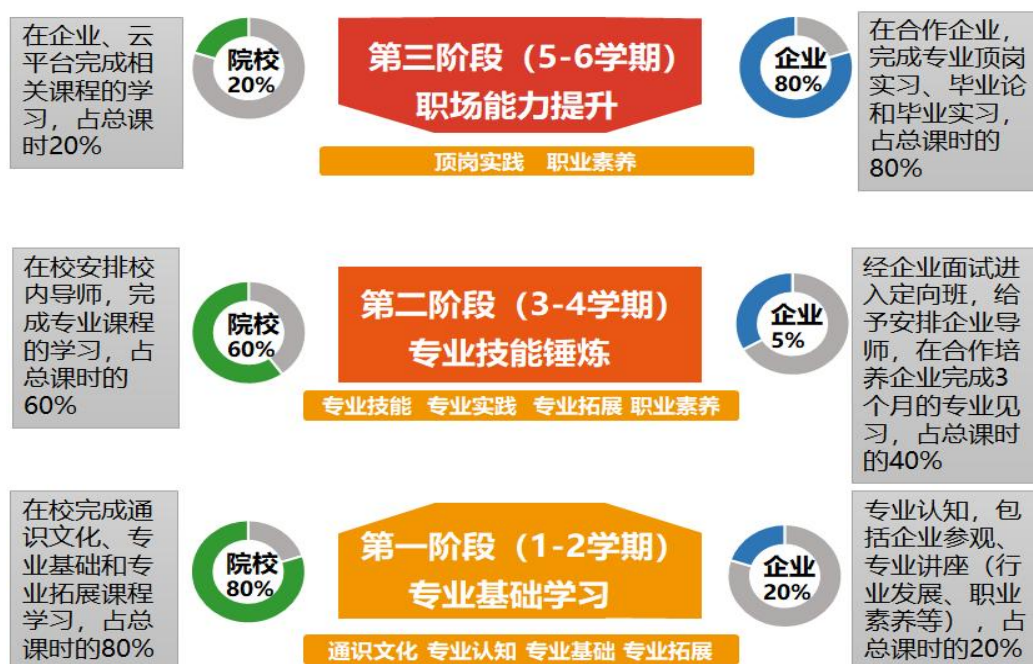 在企业、云
平台完成相
关课程的学
习，占总课
时20%
院校
20%
第三阶段（5-6学期）
职场能力提升
顶岗实践 职业素养
企业
80%
在合作企业，
完成专业顶岗
实习、毕业论
和毕业实习，
占总课时的
80%
在校安排校
内导师，完
成专业课程
的学习，占
总课时的
60%
院校
60%
第二阶段（3-4学期）
专业技能锤炼
专业技能 专业实践 专业拓展 职业素养
企业
5%
经企业面试进
入定向班，给
予安排企业导
师，在合作培
养企业完成3
个月的专业见
习，占总课时
的40%
在校完成通
识文化、专
业基础和专
业拓展课程
学习，占总
课时的80%
院校
80%
第一阶段（1-2学期）
专业基础学习
通识文化 专业认知 专业基础 专业拓展
企业
20%
专业认知，包
括企业参观、
专业讲座（行
业发展、职业
素养等），占
总课时的20%